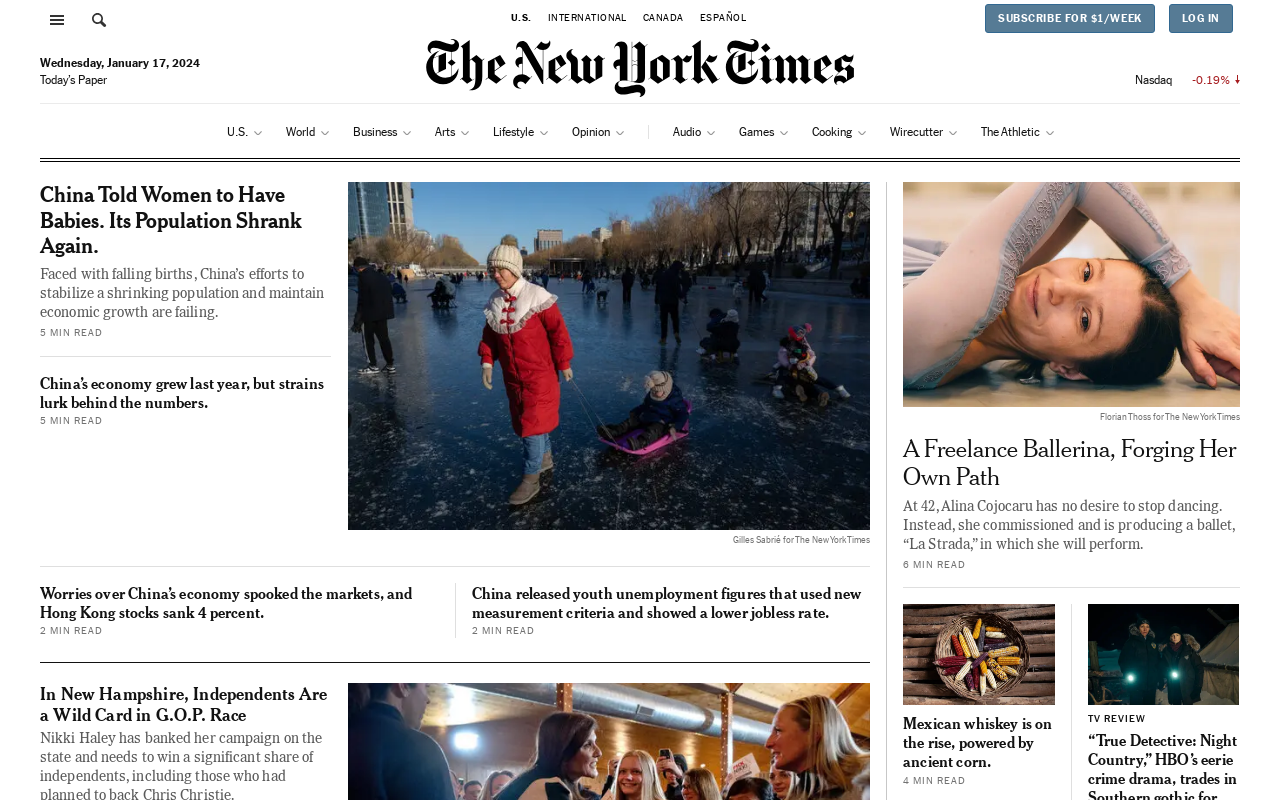 U.S. INTERNATIONAL CANADA ESPAÑOL
SUBSCRIBE FOR $1/WEEK LOG IN
The New York Times
Wednesday, January 17, 2024
Today's Paper
Nasdaq -0.19%
U.S. World Business Arts Lifestyle Opinion Audio Games Cooking Wirecutter The Athletic
China Told Women to Have
Babies. Its Population Shrank
Again.
Faced with falling births, China's efforts to
stabilize a shrinking population and maintain
economic growth are failing.
5 MIN READ
China's economy grew last year, but strains
lurk behind the numbers.
5 MIN READ
Gilles Sabrié for The New York Times
Worries over China's economy spooked the markets, and
Hong Kong stocks sank 4 percent.
2 MIN READ
China released youth unemployment figures that used new
measurement criteria and showed a lower jobless rate.
2 MIN READ
In New Hampshire, Independents Are
a Wild Card in G.O.P. Race
Nikki Haley has banked her campaign on the
state and needs to win a significant share of
independents, including those who had
planned to back Chris Christie.
Florian Thoss for The New York Times
A Freelance Ballerina, Forging Her
Own Path
At 42, Alina Cojocaru has no desire to stop dancing.
Instead, she commissioned and is producing a ballet,
“La Strada,” in which she will perform.
6 MIN READ
Mexican whiskey is on
the rise, powered by
ancient corn.
4 MIN READ
TV REVIEW
“True Detective: Night
Country,” HBO’s eerie
crime drama, trades in
Southern gothic for